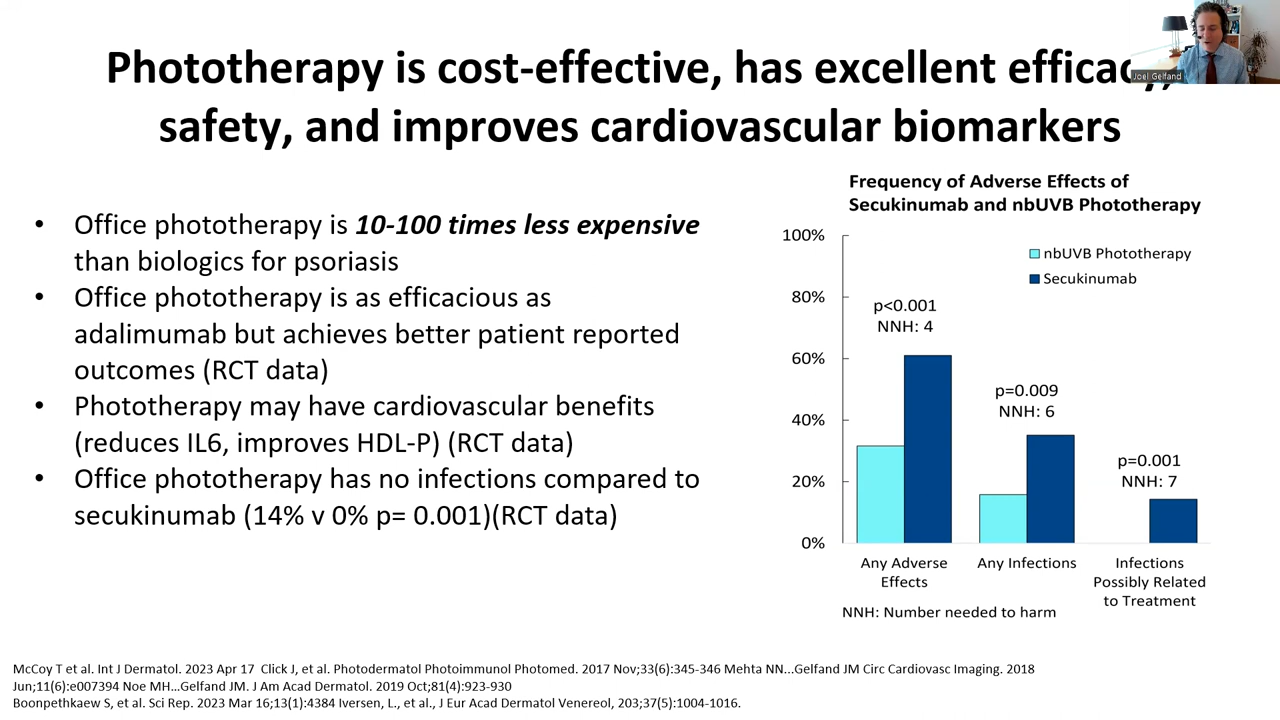 Phototherapy is cost-effective, has excellent efficacy,
safety, and improves cardiovascular biomarkers
Joel Gelfand
• Office phototherapy is 10-100 times less expensive
than biologics for psoriasis
• Office phototherapy is as efficacious as
adalimumab but achieves better patient reported
outcomes (RCT data)
• Phototherapy may have cardiovascular benefits
(reduces IL6, improves HDL-P) (RCT data)
• Office phototherapy has no infections compared to
secukinumab (14% v 0% p= 0.001)(RCT data)
Frequency of Adverse Effects of
Secukinumab and nbUVB Phototherapy
100%
80%
60%
40%
20%
0%
nbUVB Phototherapy
Secukinumab
p<0.001
NNH: 4
p=0.009
NNH: 6
p=0.001
NNH: 7
Any Adverse
Effects
Any Infections
Infections
Possibly Related
to Treatment
NNH: Number needed to harm
McCoy T et al. Int J Dermatol. 2023 Apr 17 Click J, et al. Photodermatol Photoimmunol Photomed. 2017 Nov;33(6):345-346 Mehta NN...Gelfand JM Circ Cardiovasc Imaging. 2018
Jun;11(6):e007394 Noe MH...Gelfand JM. J Am Acad Dermatol. 2019 Oct;81(4):923-930
Boonpethkaew S, et al. Sci Rep. 2023 Mar 16;13(1):4384 Iversen, L., et al., J Eur Acad Dermatol Venereol, 203;37(5):1004-1016.